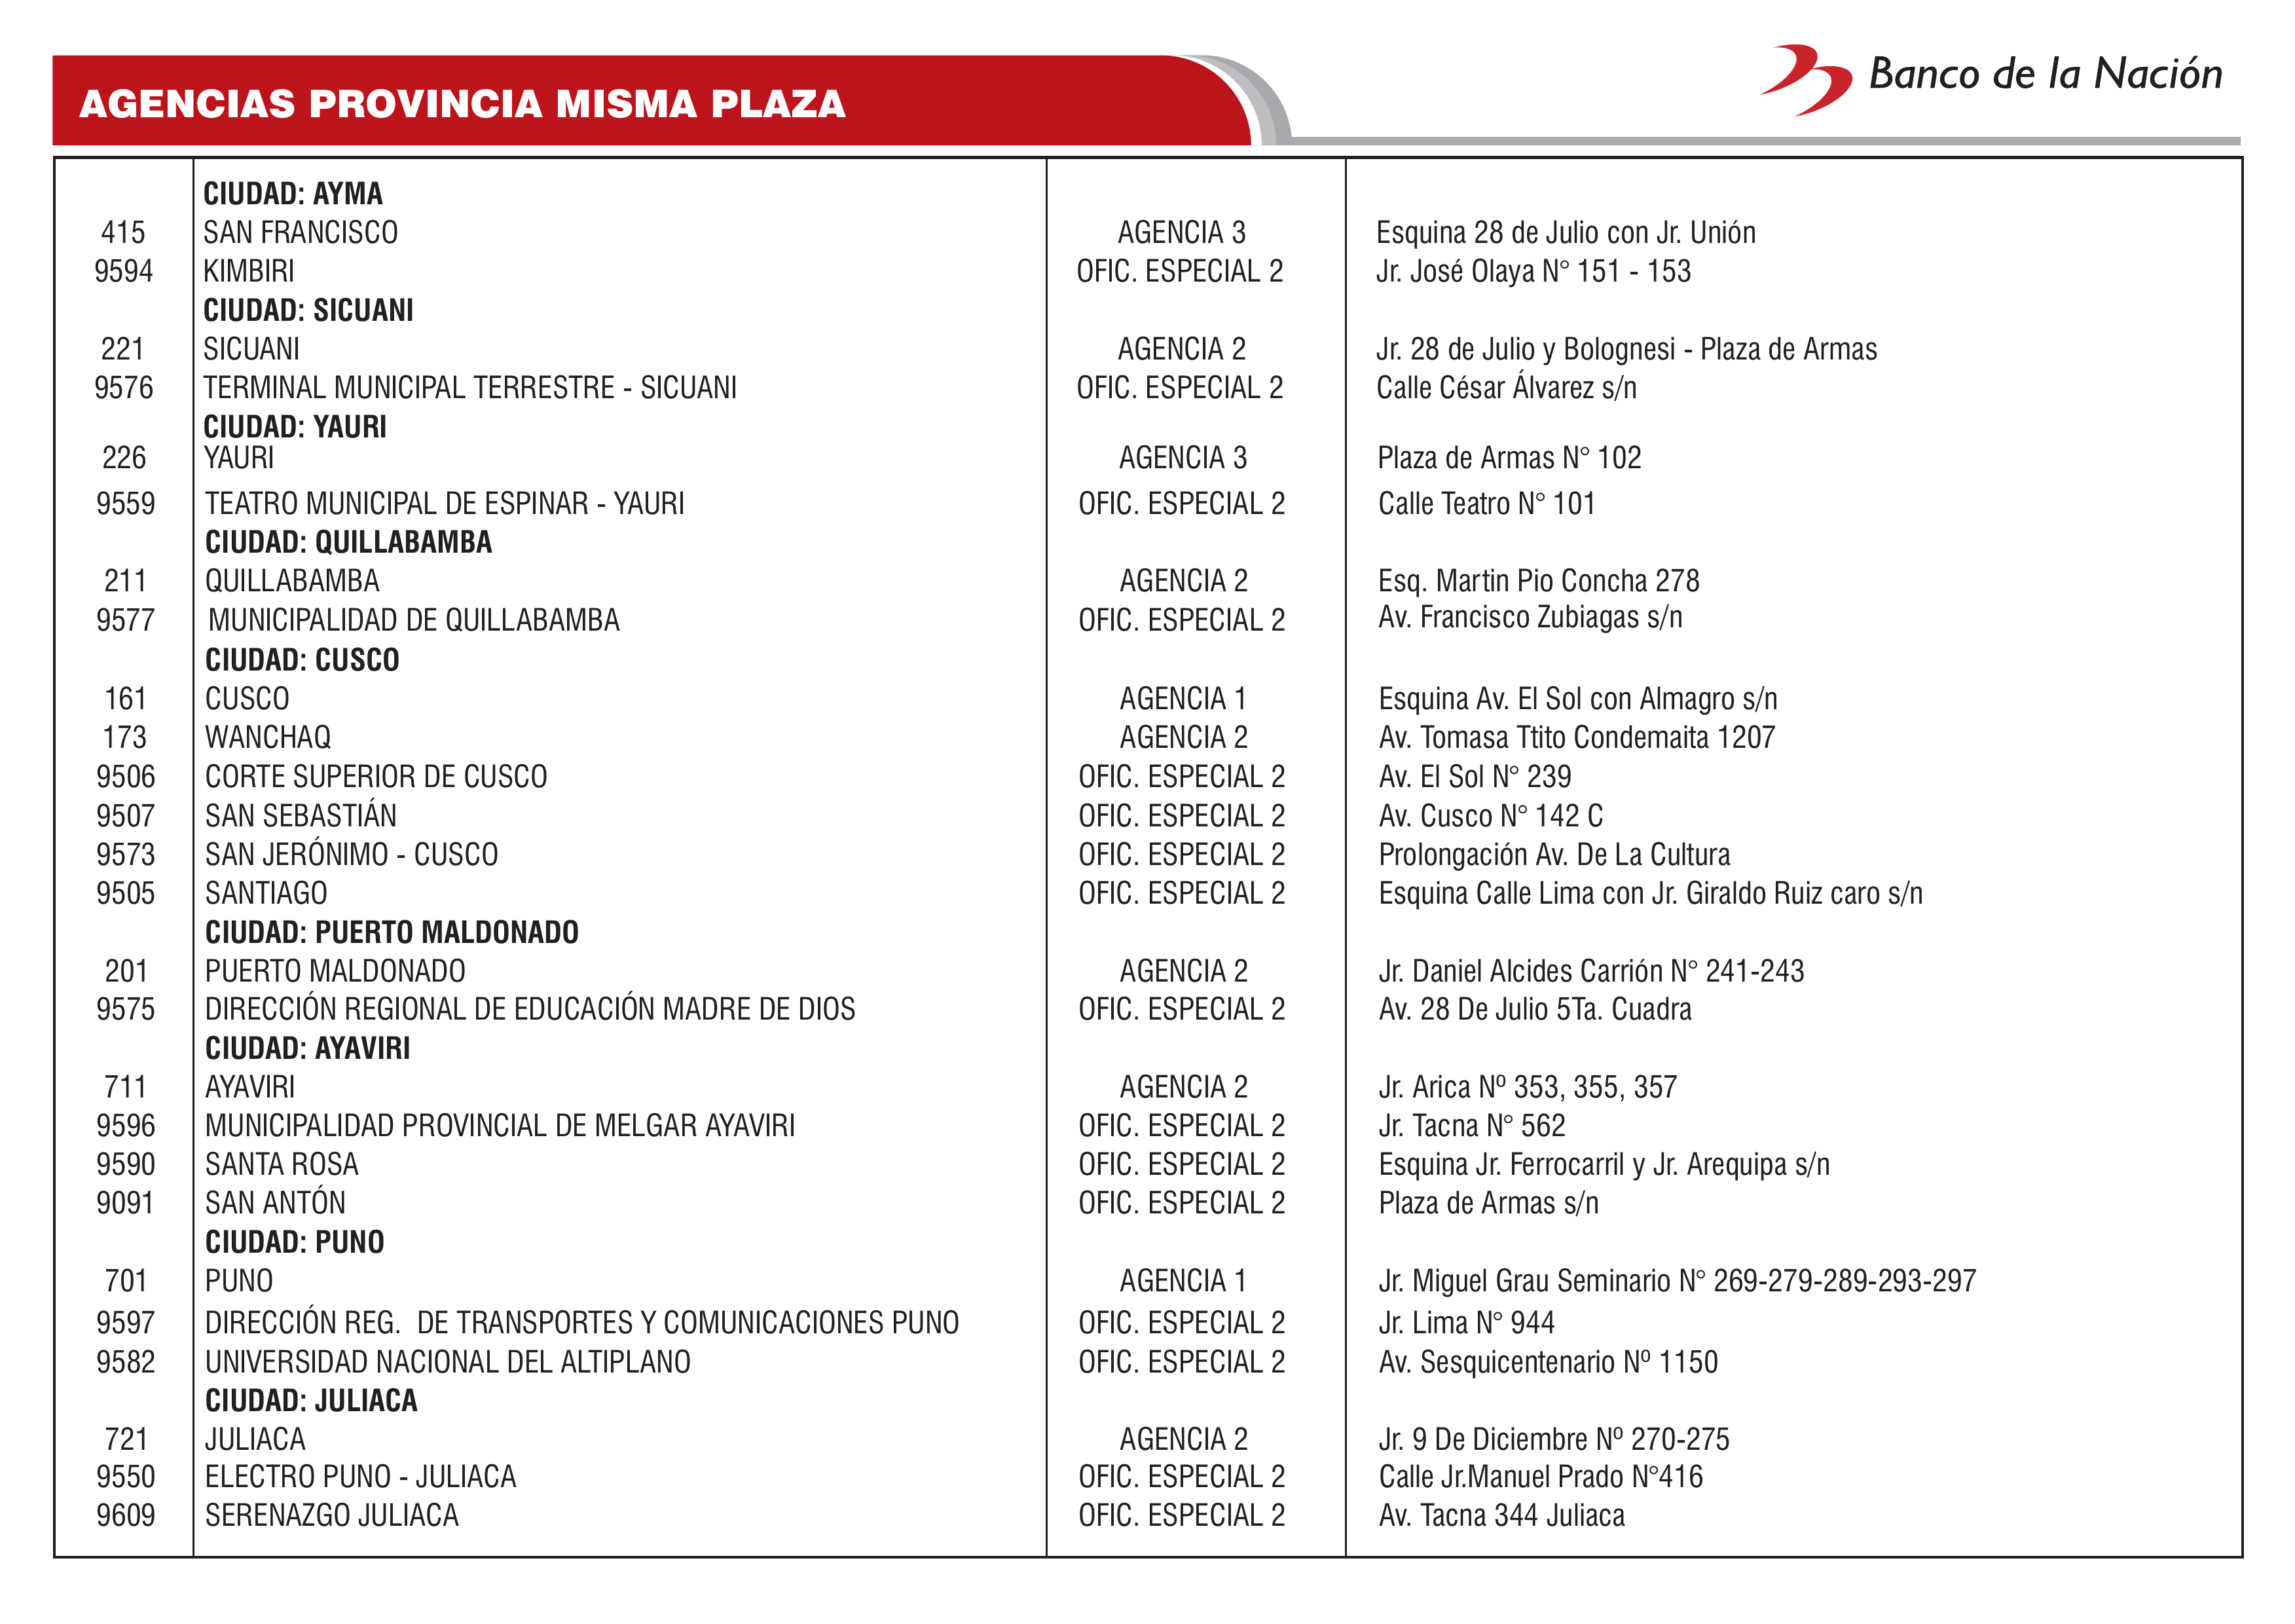 AGENCIAS PROVINCIA MISMA PLAZA
Banco de la Nación
CIUDAD: AYMA
415 SAN FRANCISCO AGENCIA 3 Esquina 28 de Julio con Jr. Unión
9594 KIMBIRI OFIC. ESPECIAL 2 Jr. José Olaya N° 151 - 153
CIUDAD: SICUANI
221 SICUANI AGENCIA 2 Jr. 28 de Julio y Bolognesi - Plaza de Armas
9576 TERMINAL MUNICIPAL TERRESTRE - SICUANI OFIC. ESPECIAL 2 Calle César Álvarez s/n
CIUDAD: YAURI
226 YAURI AGENCIA 3 Plaza de Armas N° 102
9559 TEATRO MUNICIPAL DE ESPINAR - YAURI OFIC. ESPECIAL 2 Calle Teatro N° 101
CIUDAD: QUILLABAMBA
211 QUILLABAMBA AGENCIA 2 Esq. Martin Pio Concha 278
9577 MUNICIPALIDAD DE QUILLABAMBA OFIC. ESPECIAL 2 Av. Francisco Zubiagas s/n
CIUDAD: CUSCO
161 CUSCO AGENCIA 1 Esquina Av. El Sol con Almagro s/n
173 WANCHAQ AGENCIA 2 Av. Tomasa Ttito Condemaita 1207
9506 CORTE SUPERIOR DE CUSCO OFIC. ESPECIAL 2 Av. El Sol N° 239
9507 SAN SEBASTIÁN OFIC. ESPECIAL 2 Av. Cusco N° 142 C
9573 SAN JERÓNIMO - CUSCO OFIC. ESPECIAL 2 Prolongación Av. De La Cultura
9505 SANTIAGO OFIC. ESPECIAL 2 Esquina Calle Lima con Jr. Giraldo Ruiz caro s/n
CIUDAD: PUERTO MALDONADO
201 PUERTO MALDONADO AGENCIA 2 Jr. Daniel Alcides Carrión N° 241-243
9575 DIRECCIÓN REGIONAL DE EDUCACIÓN MADRE DE DIOS OFIC. ESPECIAL 2 Av. 28 De Julio 5Ta. Cuadra
CIUDAD: AYAVIRI
711 AYAVIRI AGENCIA 2 Jr. Arica Nº 353, 355, 357
9596 MUNICIPALIDAD PROVINCIAL DE MELGAR AYAVIRI OFIC. ESPECIAL 2 Jr. Tacna N° 562
9590 SANTA ROSA OFIC. ESPECIAL 2 Esquina Jr. Ferrocarril y Jr. Arequipa s/n
9091 SAN ANTÓN OFIC. ESPECIAL 2 Plaza de Armas s/n
CIUDAD: PUNO
701 PUNO AGENCIA 1 Jr. Miguel Grau Seminario N° 269-279-289-293-297
9597 DIRECCIÓN REG. DE TRANSPORTES Y COMUNICACIONES PUNO OFIC. ESPECIAL 2 Jr. Lima N° 944
9582 UNIVERSIDAD NACIONAL DEL ALTIPLANO OFIC. ESPECIAL 2 Av. Sesquicentenario Nº 1150
CIUDAD: JULIACA
721 JULIACA AGENCIA 2 Jr. 9 De Diciembre Nº 270-275
9550 ELECTRO PUNO - JULIACA OFIC. ESPECIAL 2 Calle Jr.Manuel Prado N°416
9609 SERENAZGO JULIACA OFIC. ESPECIAL 2 Av. Tacna 344 Juliaca